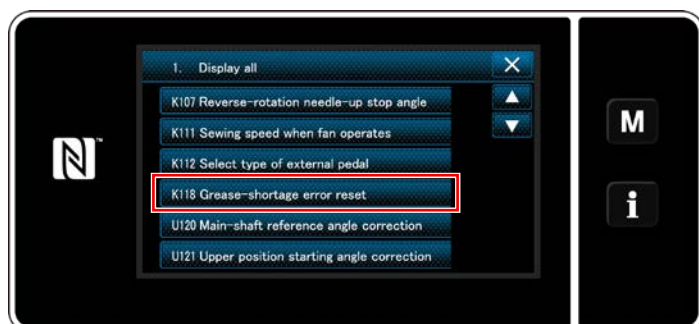 1. Display all
K107 Reverse-rotation needle-up stop angle
K111 Sewing speed when fan operates
K112 Select type of external pedal
K118 Grease-shortage error reset
U120 Main-shaft reference angle correction
U121 Upper position starting angle correction
M
i